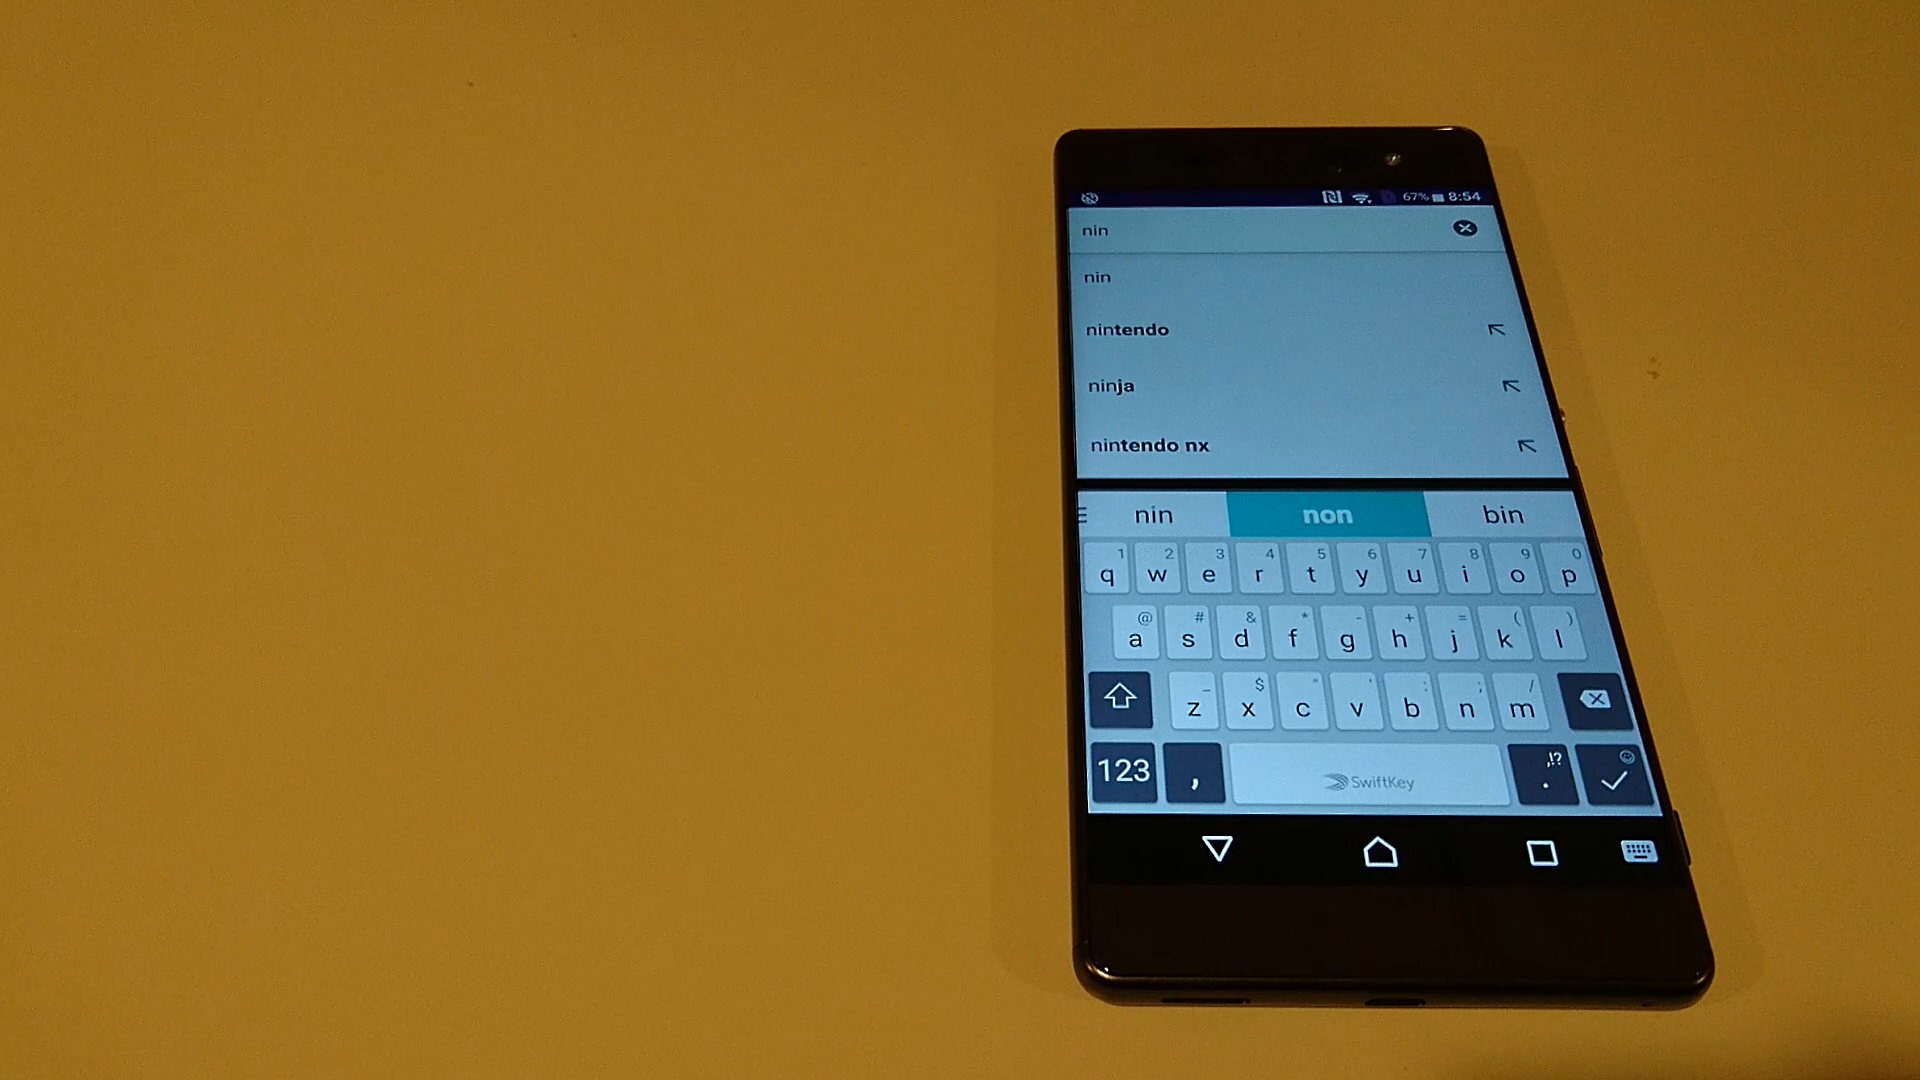 67% 8:54
nin
nin
nintendo
ninja
nintendo nx
nin non bin
1 2 3 4 5 6 7 8 9 0
q w e r t y u i o p
@ # & * - + = ( )
a s d f g h j k l
_ $ " ' : ; /
z x c v b n m
123 , SwiftKey ,!? .